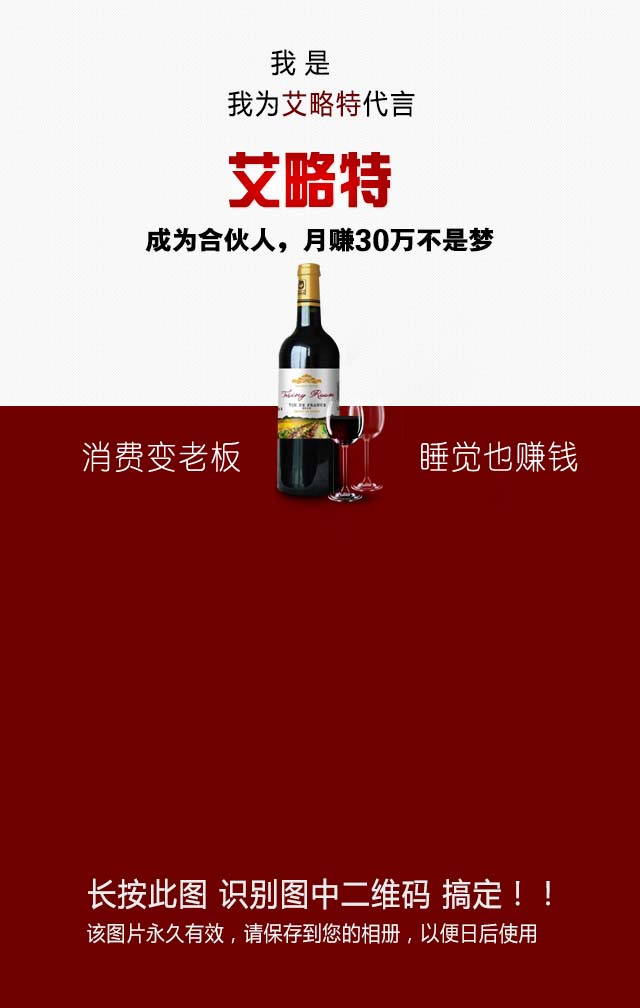 我 是
我为艾略特代言
艾略特
成为合伙人，月赚30万不是梦
VIN DE FRANCE
消费变老板
睡觉也赚钱
长按此图 识别图中二维码 搞定！！
该图片永久有效，请保存到您的相册，以便日后使用